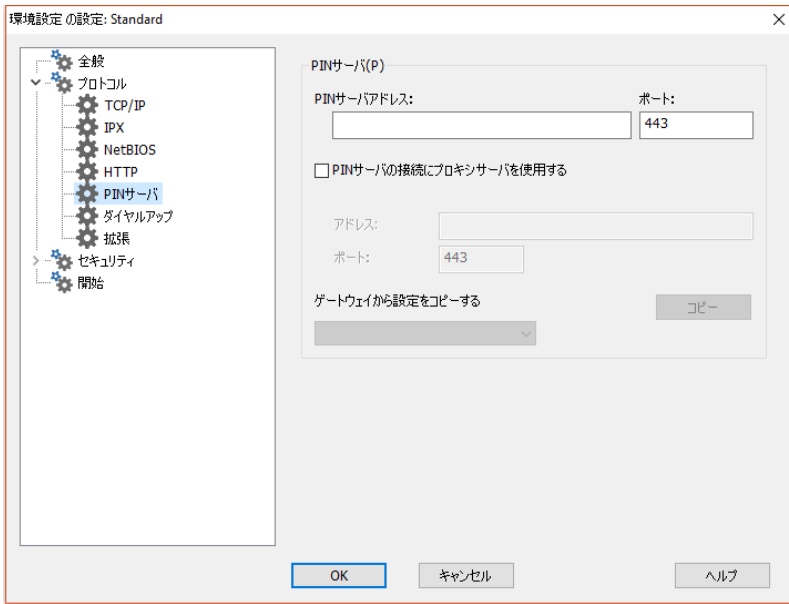 環境設定 の設定: Standard
全般
プロトコル
TCP/IP
IPX
NetBIOS
HTTP
PINサーバ
ダイヤルアップ
拡張
セキュリティ
開始
PINサーバ(P)
PINサーバアドレス: ポート:
443
PINサーバの接続にプロキシサーバを使用する
アドレス:
ポート: 443
ゲートウェイから設定をコピーする
コピー
OK キャンセル ヘルプ